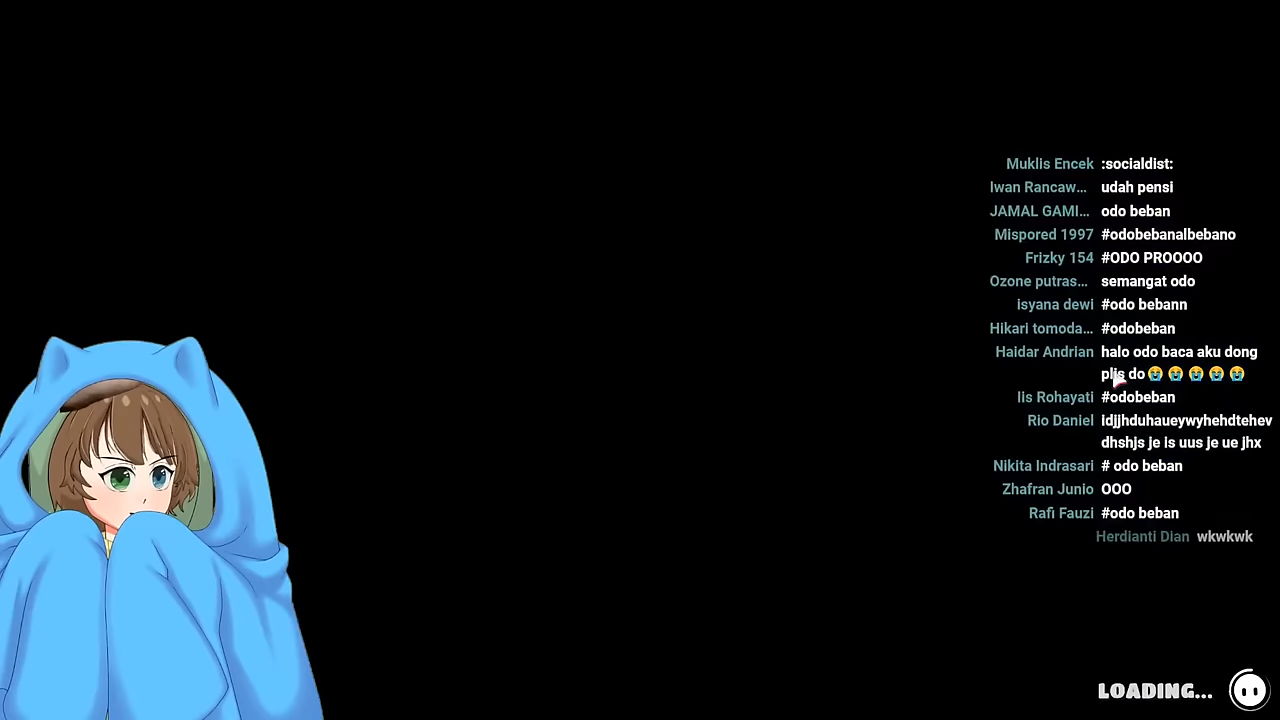 Muklis Encek :socialdist:
Iwan Rancaw... udah pensi
JAMAL GAMI... odo beban
Mispored 1997 #odobebanalbebano
Frizky 154 #ODO PROOOO
Ozone putras... semangat odo
isyana dewi #odo bebann
Hikari tomoda... #odobeban
Haidar Andrian halo odo baca aku dong
plis do😭😭😭😭😭
Iis Rohayati #odobeban
Rio Daniel idjjhduhaueywyhehdtehev
dhshjs je is uus je ue jhx
Nikita Indrasari # odo beban
Zhafran Junio OOO
Rafi Fauzi #odo beban
Herdianti Dian wkwkwk
LOADING...